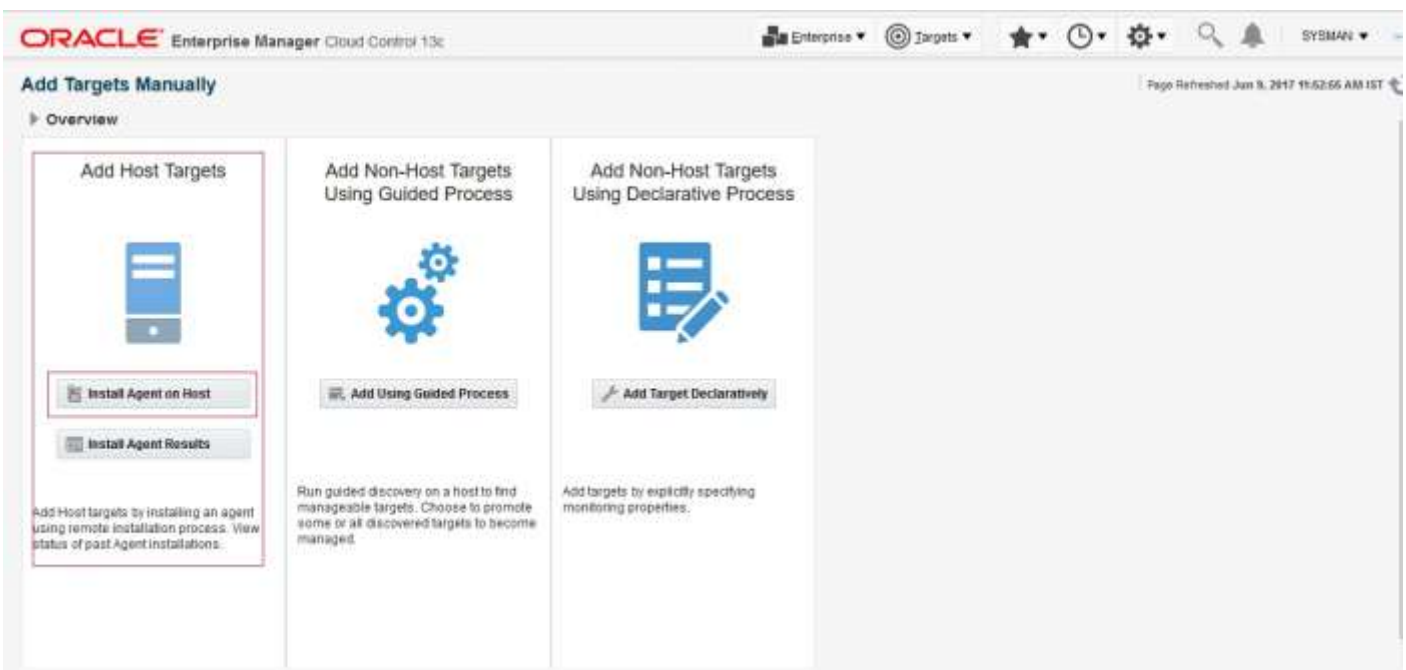 ORACLE Enterprise Manager Cloud Control 13c
Enterprise
Targets
SYSMAN
Add Targets Manually
Page Refreshed Jun 9, 2017 11:52:55 AM IST
Overview
Add Host Targets
Install Agent on Host
Install Agent Results
Add Host targets by installing an agent
using remote installation process. View
status of past Agent installations.
Add Non-Host Targets
Using Guided Process
Add Using Guided Process
Run guided discovery on a host to find
manageable targets. Choose to promote
some or all discovered targets to become
managed.
Add Non-Host Targets
Using Declarative Process
Add Target Declaratively
Add targets by explicitly specifying
monitoring properties.